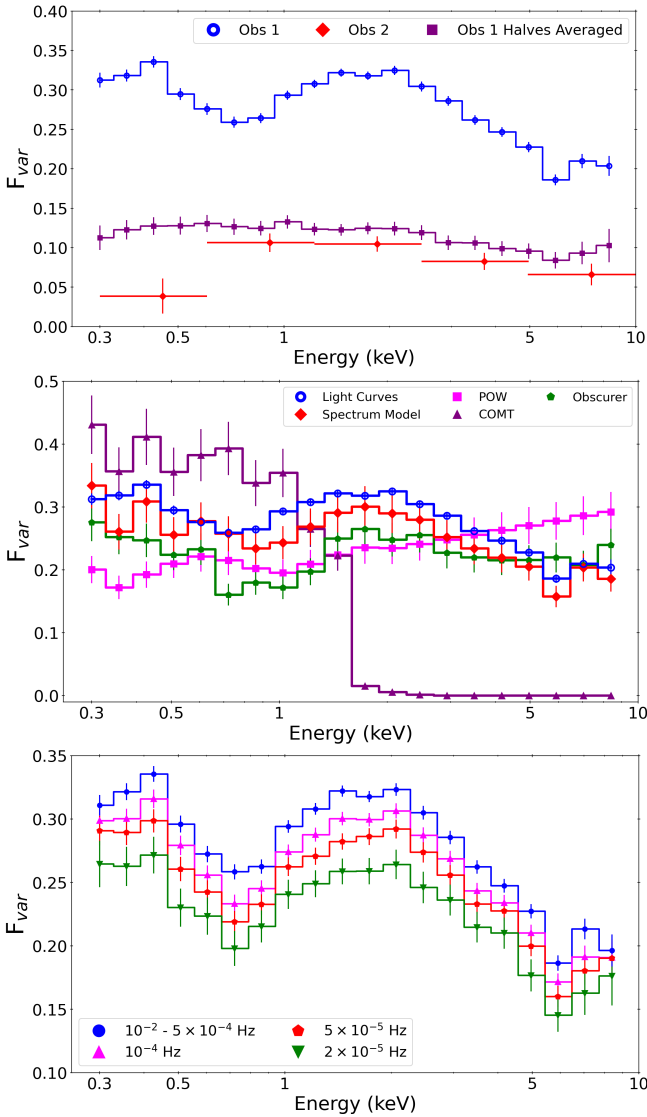 0.40
0.35
0.30
0.25
0.20
0.15
0.10
0.05
0.00
F_var
Obs 1 Obs 2 Obs 1 Halves Averaged
0.3 0.5 1 5 10
Energy (keV)
0.5
0.4
0.3
0.2
0.1
0.0
F_var
Light Curves POW Obscurer
Spectrum Model COMT
0.3 0.5 1 5 10
Energy (keV)
0.35
0.30
0.25
0.20
0.15
0.10
F_var
10⁻² - 5 × 10⁻⁴ Hz 5 × 10⁻⁵ Hz
10⁻⁴ Hz 2 × 10⁻⁵ Hz
0.3 0.5 1 5 10
Energy (keV)